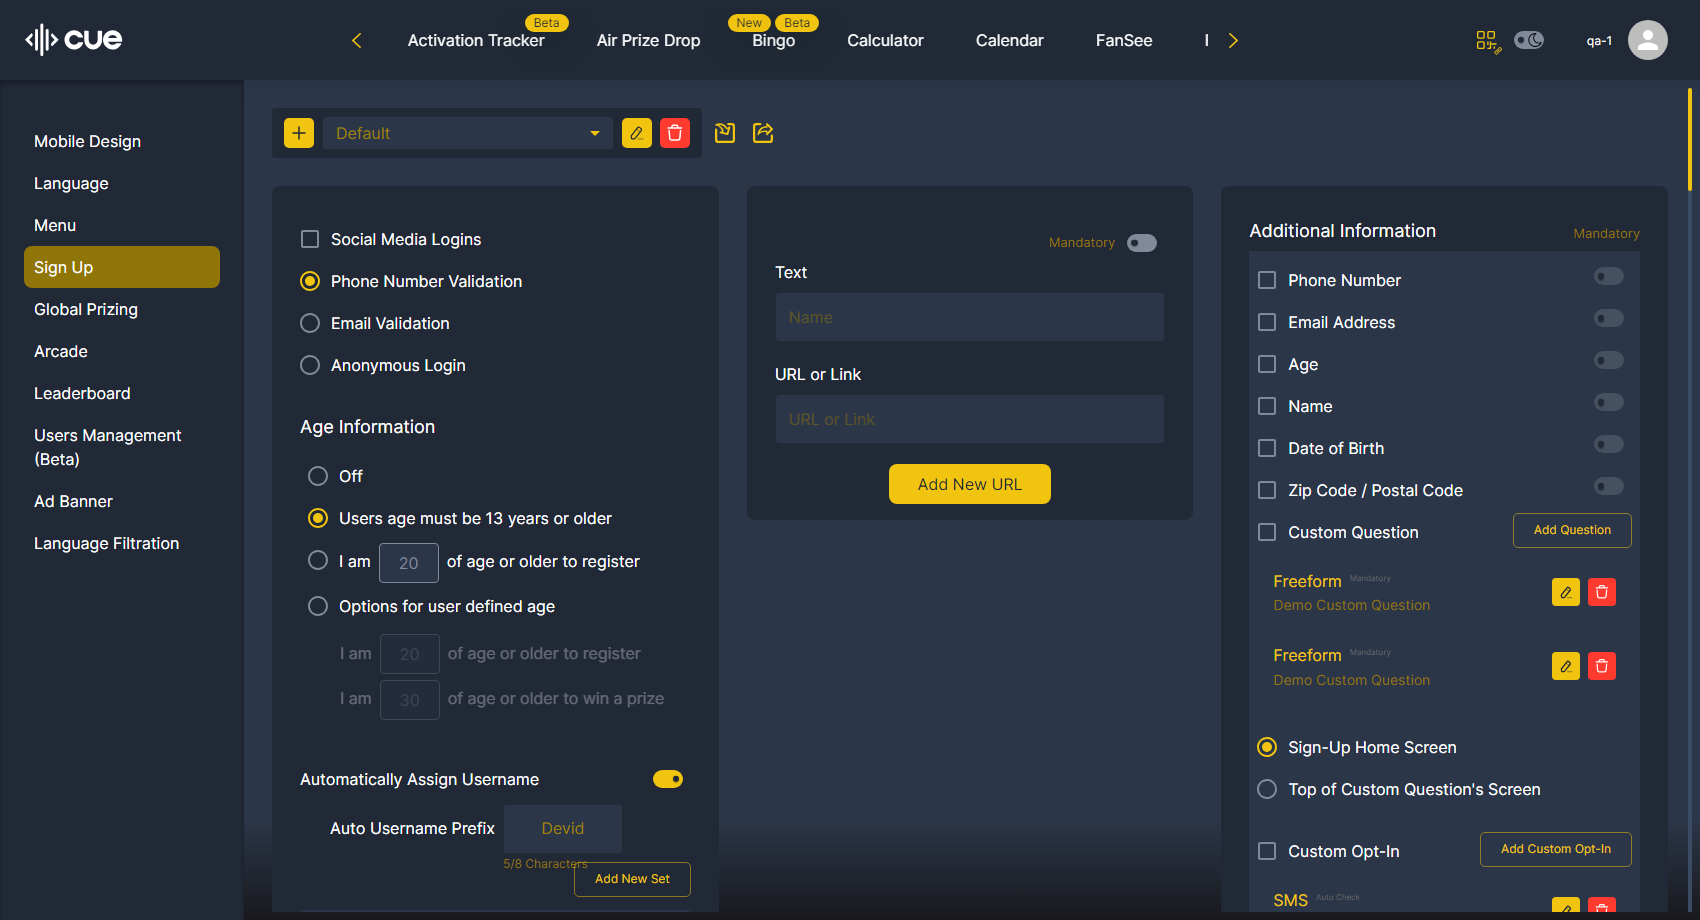 cue
Activation Tracker
Beta
Air Prize Drop
New
Beta
Bingo
Calculator
Calendar
FanSee
qa-1
Mobile Design
Language
Menu
Sign Up
Global Prizing
Arcade
Leaderboard
Users Management
(Beta)
Ad Banner
Language Filtration
Default
Social Media Logins
Phone Number Validation
Email Validation
Anonymous Login
Age Information
Off
Users age must be 13 years or older
I am 20 of age or older to register
Options for user defined age
I am 20 of age or older to register
I am 30 of age or older to win a prize
Automatically Assign Username
Auto Username Prefix Devid
5/8 Characters
Add New Set
Mandatory
Text
Name
URL or Link
URL or Link
Add New URL
Additional Information Mandatory
Phone Number
Email Address
Age
Name
Date of Birth
Zip Code / Postal Code
Custom Question Add Question
Freeform Mandatory
Demo Custom Question
Freeform Mandatory
Demo Custom Question
Sign-Up Home Screen
Top of Custom Question's Screen
Custom Opt-In Add Custom Opt-In
SMS Auto Check